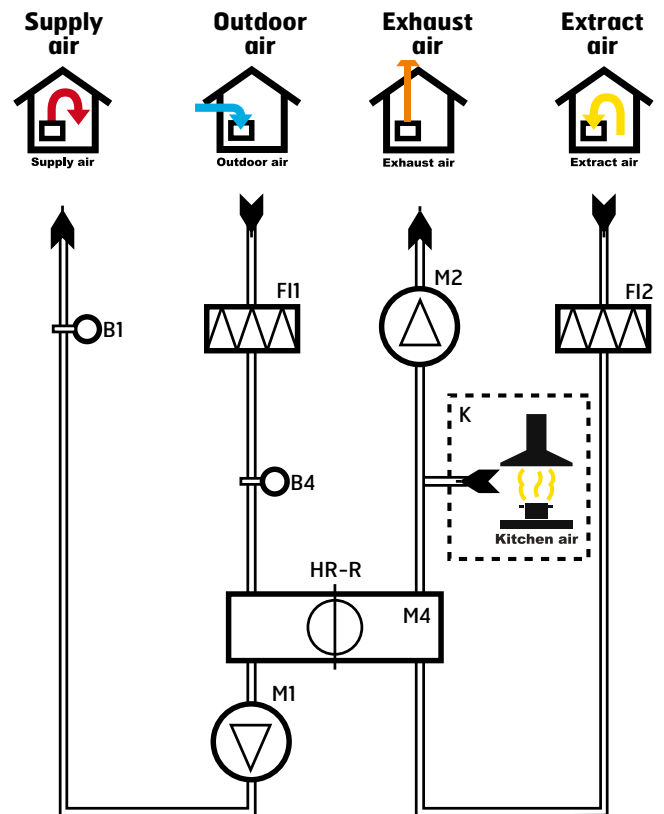 Supply air
Outdoor air
Exhaust air
Extract air
Supply air
Outdoor air
Exhaust air
Extract air
M2
FI1
FI2
B1
K
B4
Kitchen air
HR-R
M4
M1